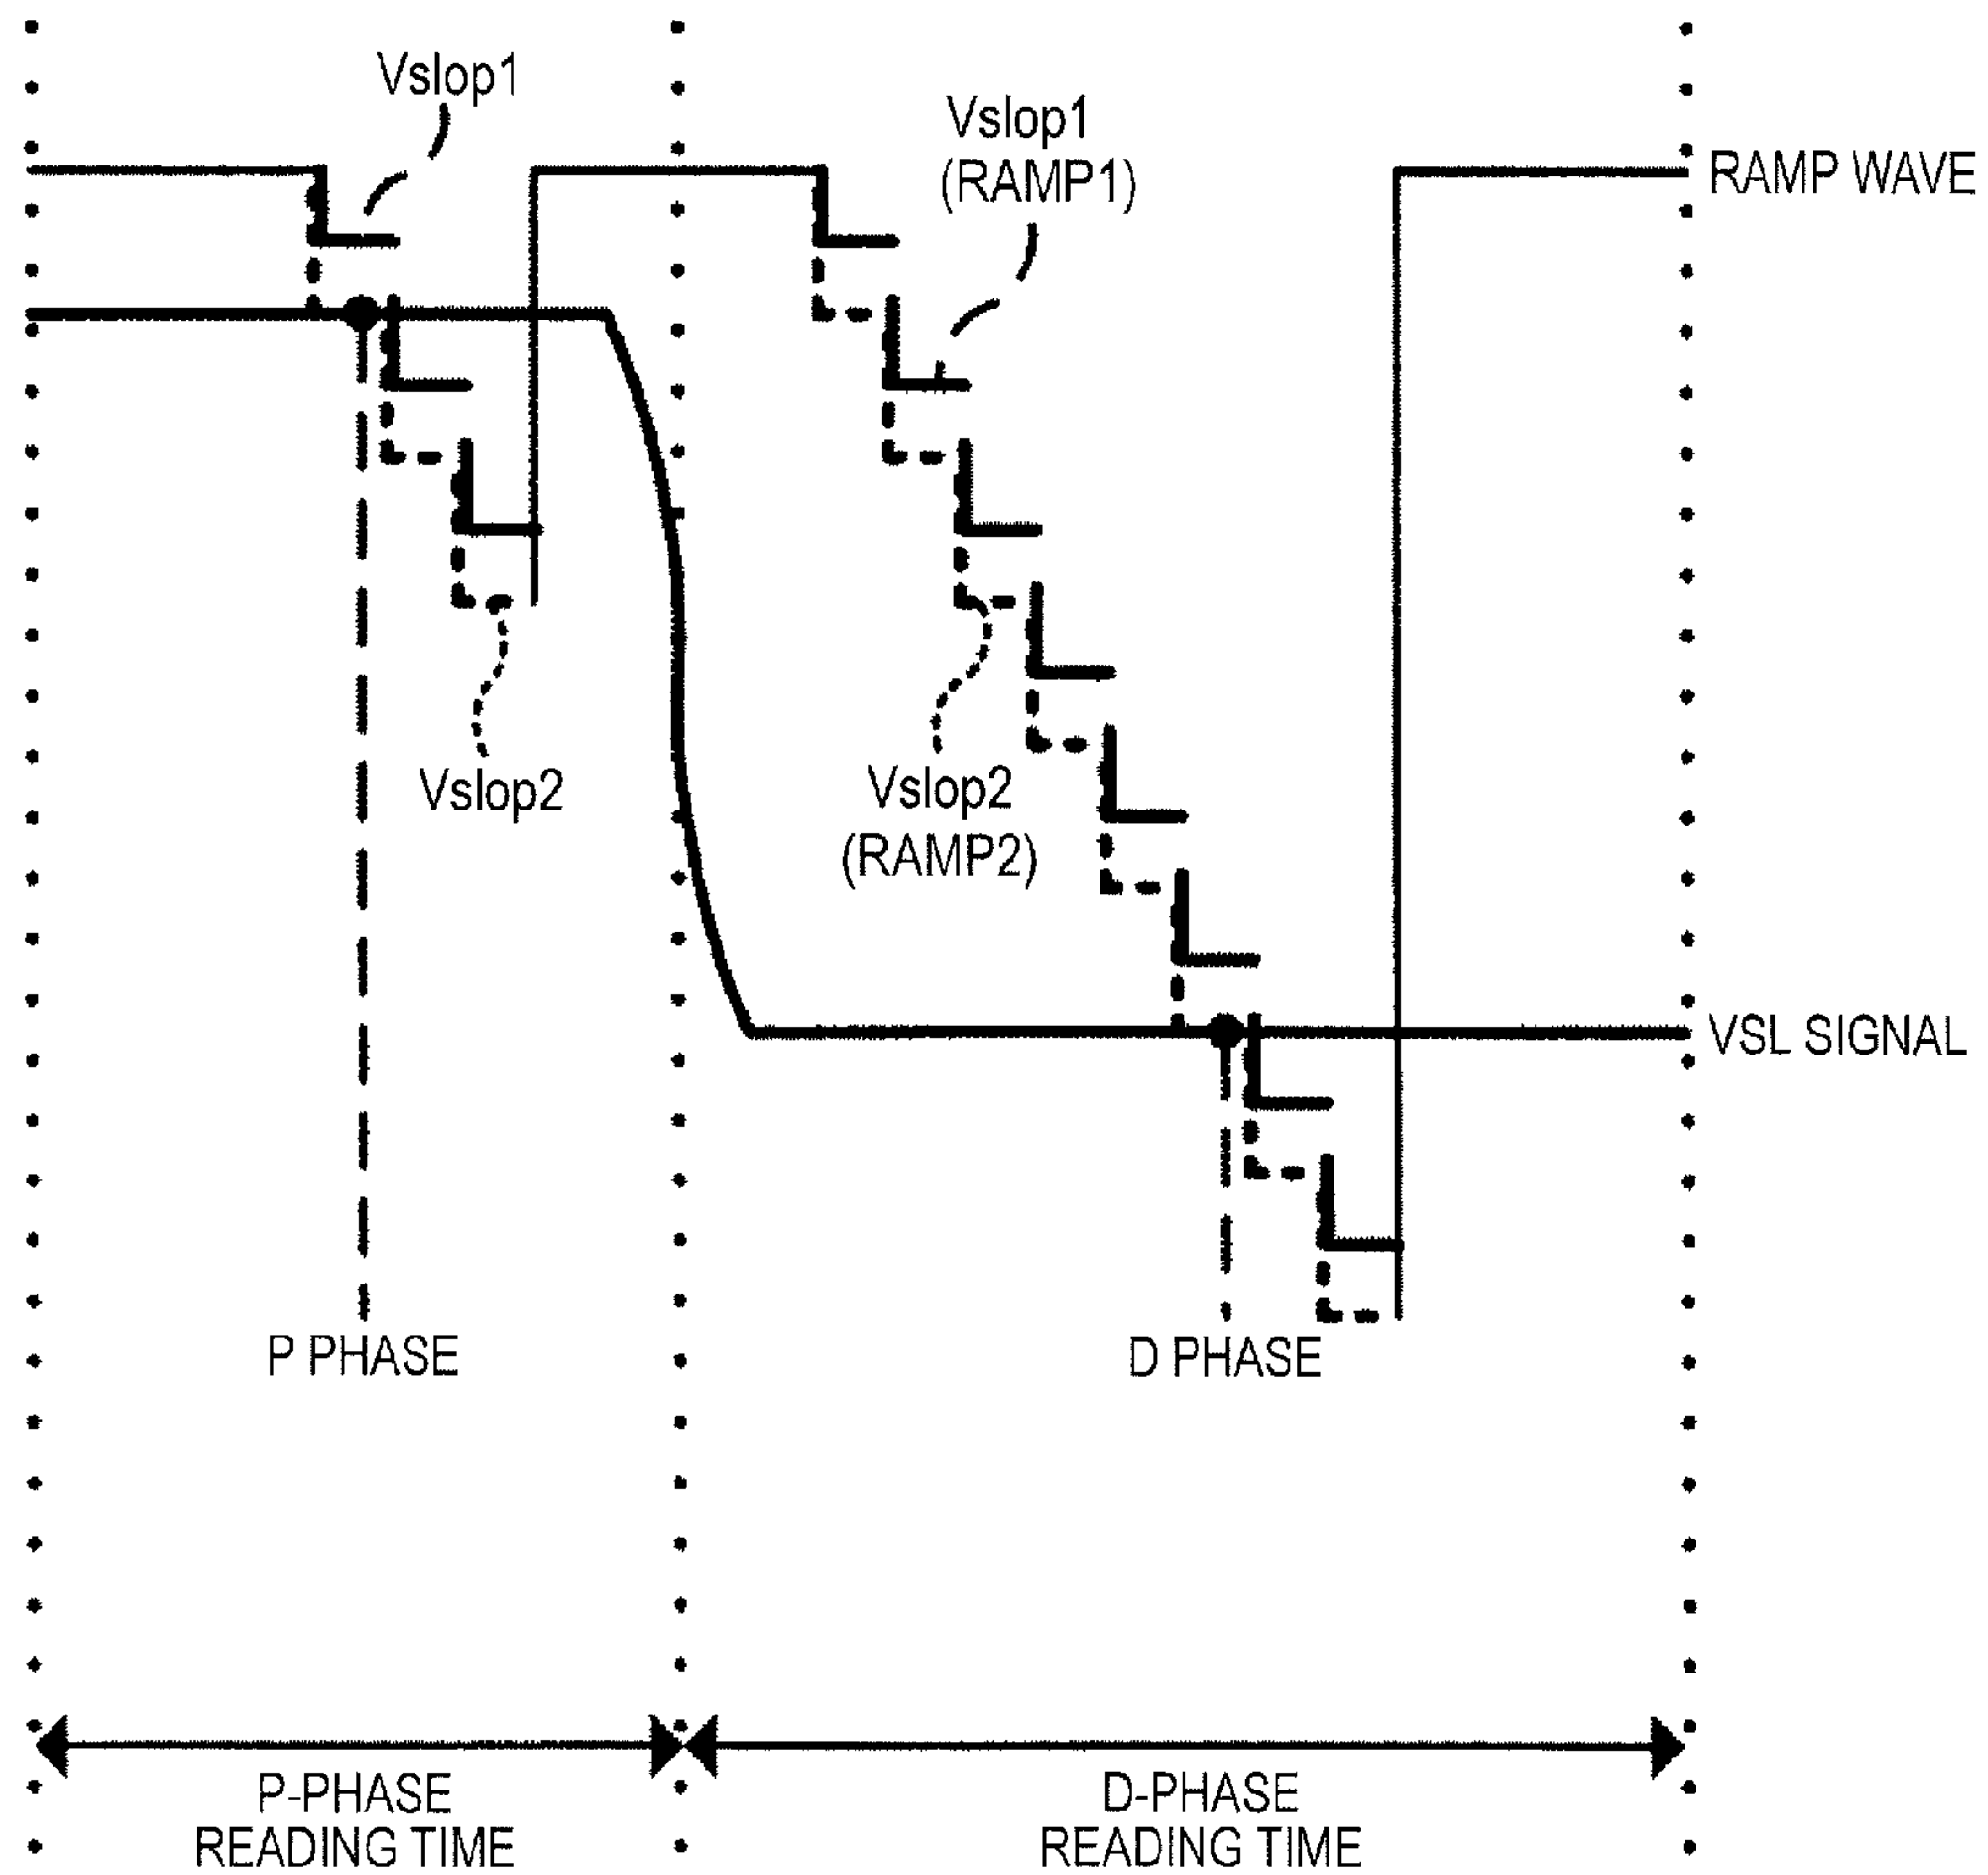 Vslop1
Vslop1
(RAMP1)
RAMP WAVE
Vslop2
Vslop2
(RAMP2)
VSL SIGNAL
P PHASE
D PHASE
P-PHASE
READING TIME
D-PHASE
READING TIME